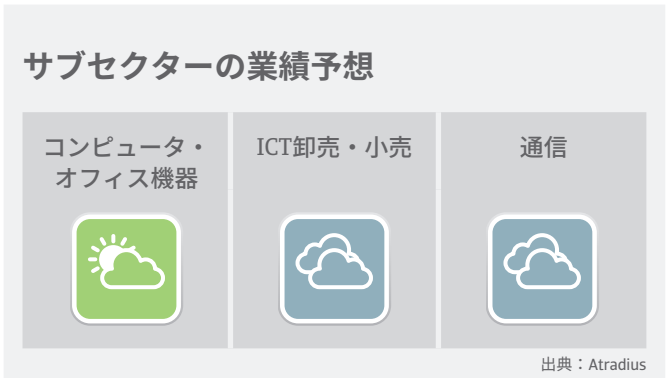 サブセクターの業績予想
コンピュータ・
オフィス機器
ICT卸売・小売
通信
出典：Atradius